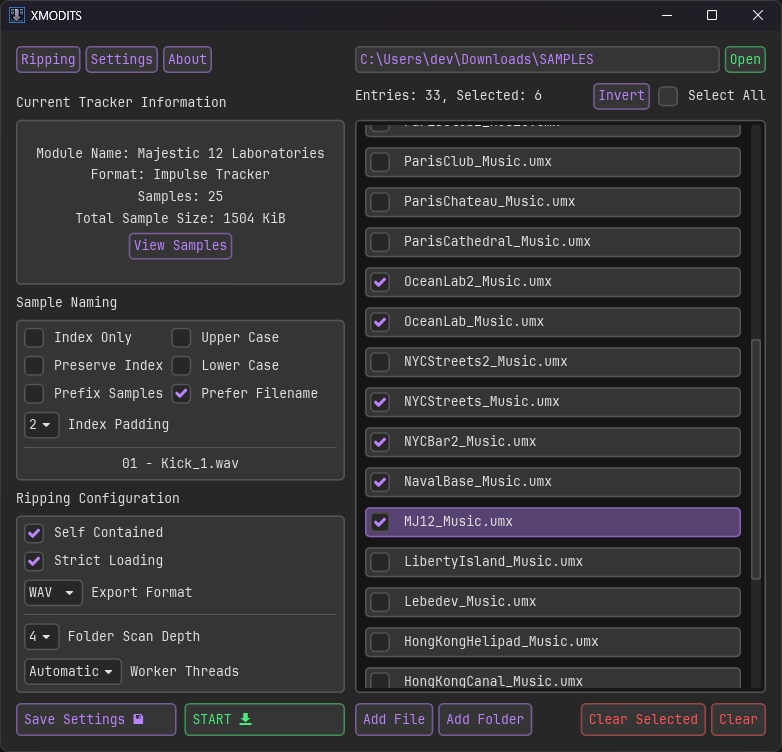 XMODITS
Ripping Settings About
C:\Users\dev\Downloads\SAMPLES Open
Current Tracker Information
Entries: 33, Selected: 6 Invert Select All
Module Name: Majestic 12 Laboratories
Format: Impulse Tracker
Samples: 25
Total Sample Size: 1504 KiB
View Samples
Sample Naming
Index Only Upper Case
Preserve Index Lower Case
Prefix Samples Prefer Filename
2 Index Padding
01 - Kick_1.wav
Ripping Configuration
Self Contained
Strict Loading
WAV Export Format
4 Folder Scan Depth
Automatic Worker Threads
Save Settings START
ParisClub_Music.umx
ParisChateau_Music.umx
ParisCathedral_Music.umx
OceanLab2_Music.umx
OceanLab_Music.umx
NYCStreets2_Music.umx
NYCStreets_Music.umx
NYCBar2_Music.umx
NavalBase_Music.umx
MJ12_Music.umx
LibertyIsland_Music.umx
Lebedev_Music.umx
HongKongHelipad_Music.umx
HongKongCanal_Music.umx
Add File Add Folder Clear Selected Clear